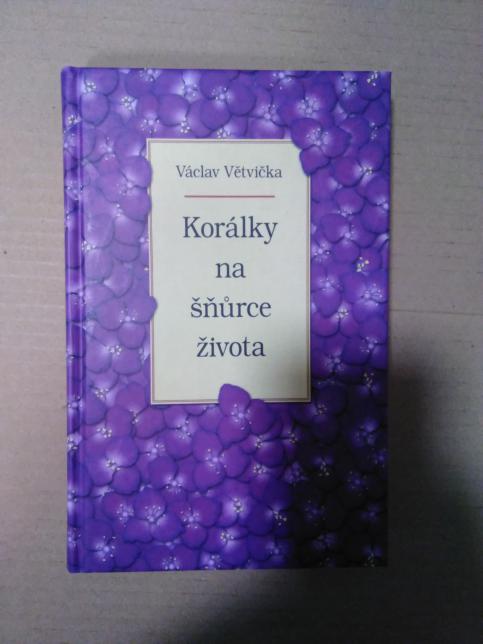 Václav Větvička
Korálky
na
šňůrce
života